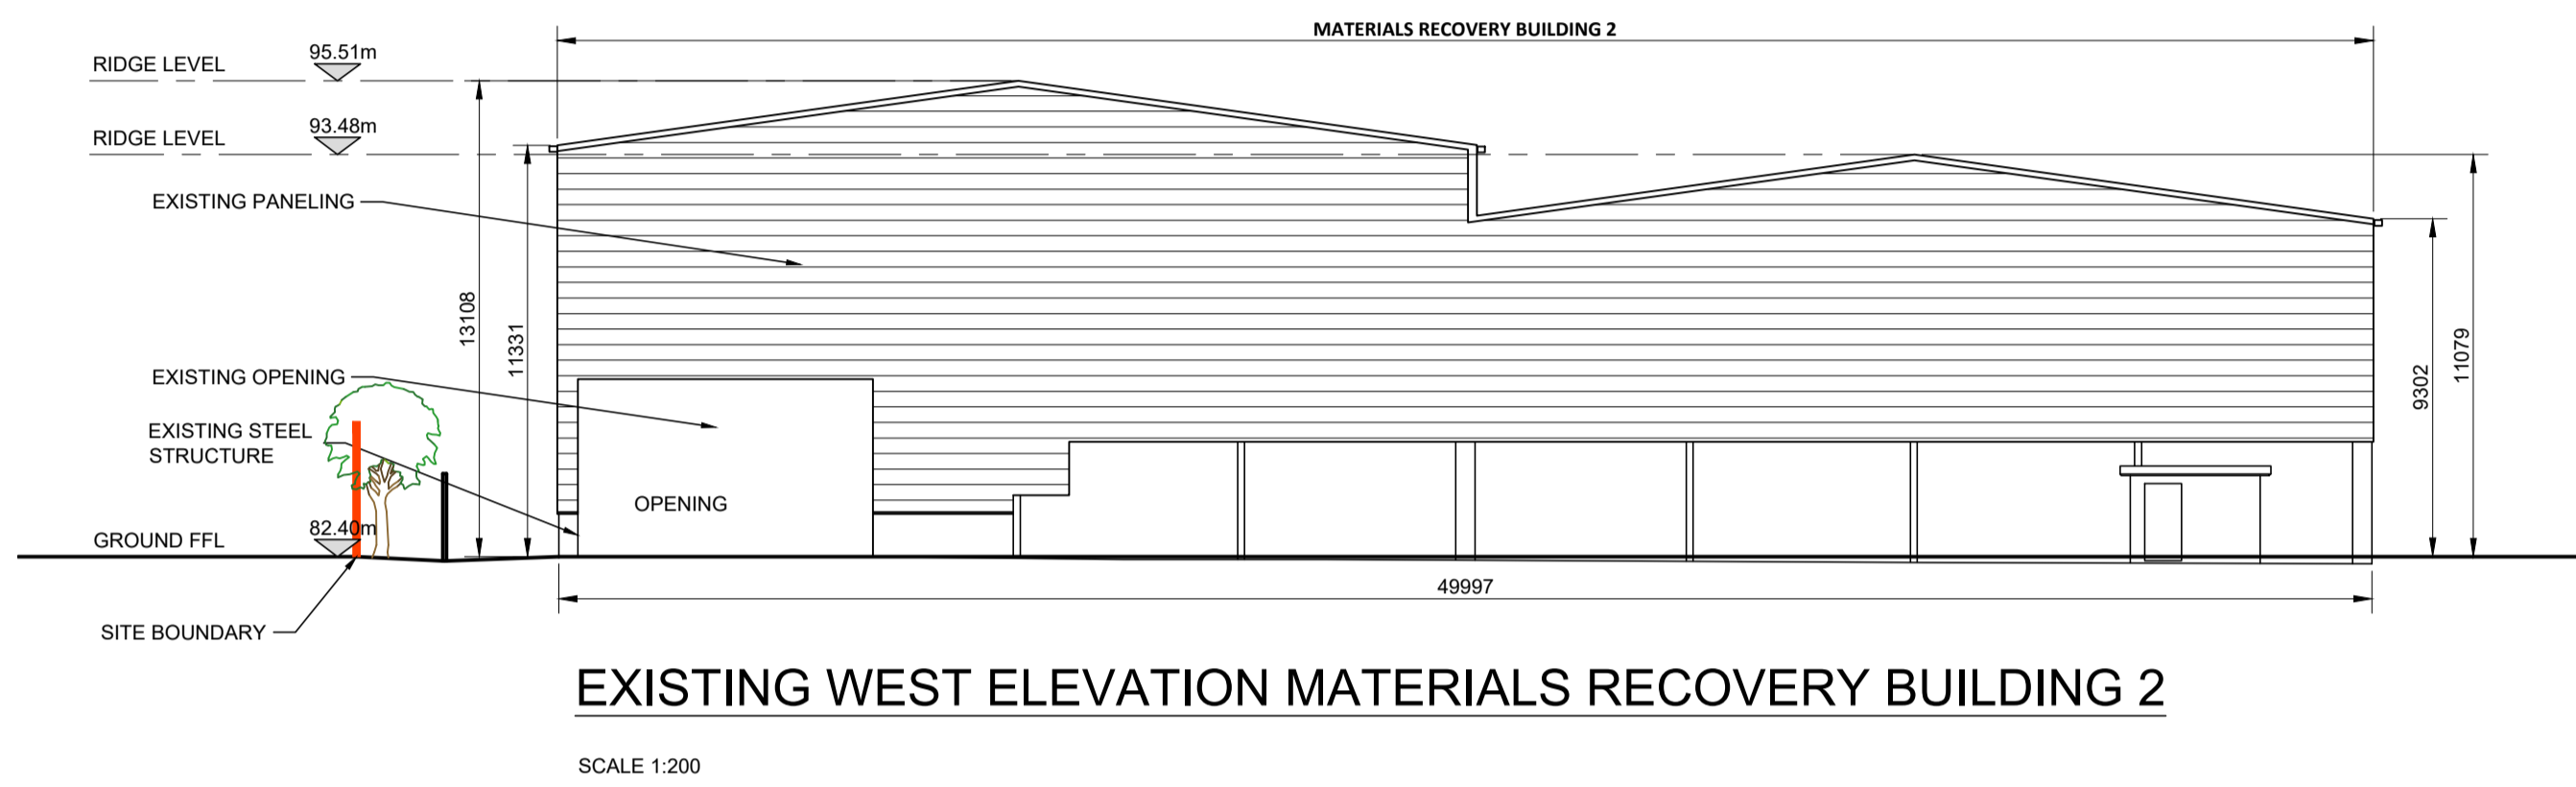 MATERIALS RECOVERY BUILDING 2
RIDGE LEVEL 95.51m
RIDGE LEVEL 93.48m
EXISTING PANELING
13108
11331
EXISTING OPENING
9302
11079
EXISTING STEEL
STRUCTURE
OPENING
GROUND FFL 82.40m
49997
SITE BOUNDARY
EXISTING WEST ELEVATION MATERIALS RECOVERY BUILDING 2
SCALE 1:200